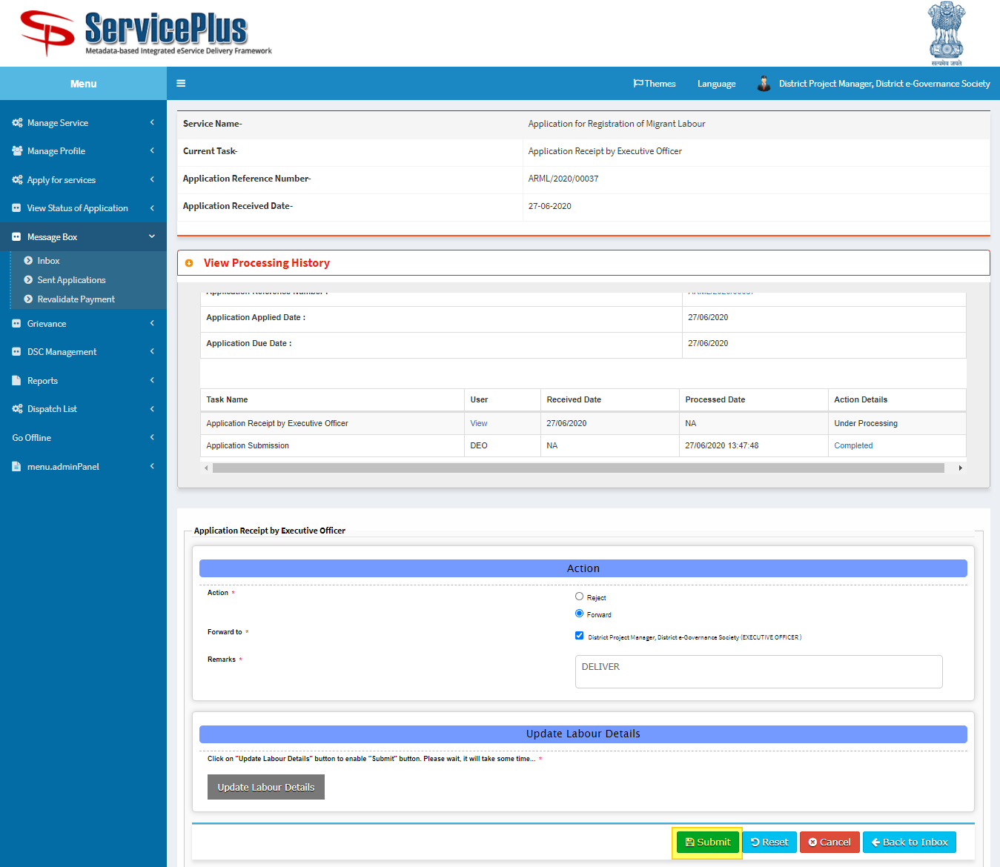 ServicePlus
Metadata-based Integrated eService Delivery Framework
सत्यमेव जयते
Menu
Themes Language District Project Manager, District e-Governance Society
Manage Service
Manage Profile
Apply for services
View Status of Application
Message Box
Inbox
Sent Applications
Revalidate Payment
Grievance
DSC Management
Reports
Dispatch List
Go Offline
menu.adminPanel
Service Name- Application for Registration of Migrant Labour
Current Task- Application Receipt by Executive Officer
Application Reference Number- ARML/2020/00037
Application Received Date- 27-06-2020
View Processing History
Application Reference Number : ARML/2020/00037
Application Applied Date : 27/06/2020
Application Due Date : 27/06/2020
Task Name User Received Date Processed Date Action Details
Application Receipt by Executive Officer View 27/06/2020 NA Under Processing
Application Submission DEO NA 27/06/2020 13:47:48 Completed
Application Receipt by Executive Officer
Action
Action * Reject
Forward
Forward to * District Project Manager, District e-Governance Society (EXECUTIVE OFFICER )
Remarks * DELIVER
Update Labour Details
Click on "Update Labour Details" button to enable "Submit" button. Please wait, it will take some time... *
Update Labour Details
Submit Reset Cancel Back to Inbox